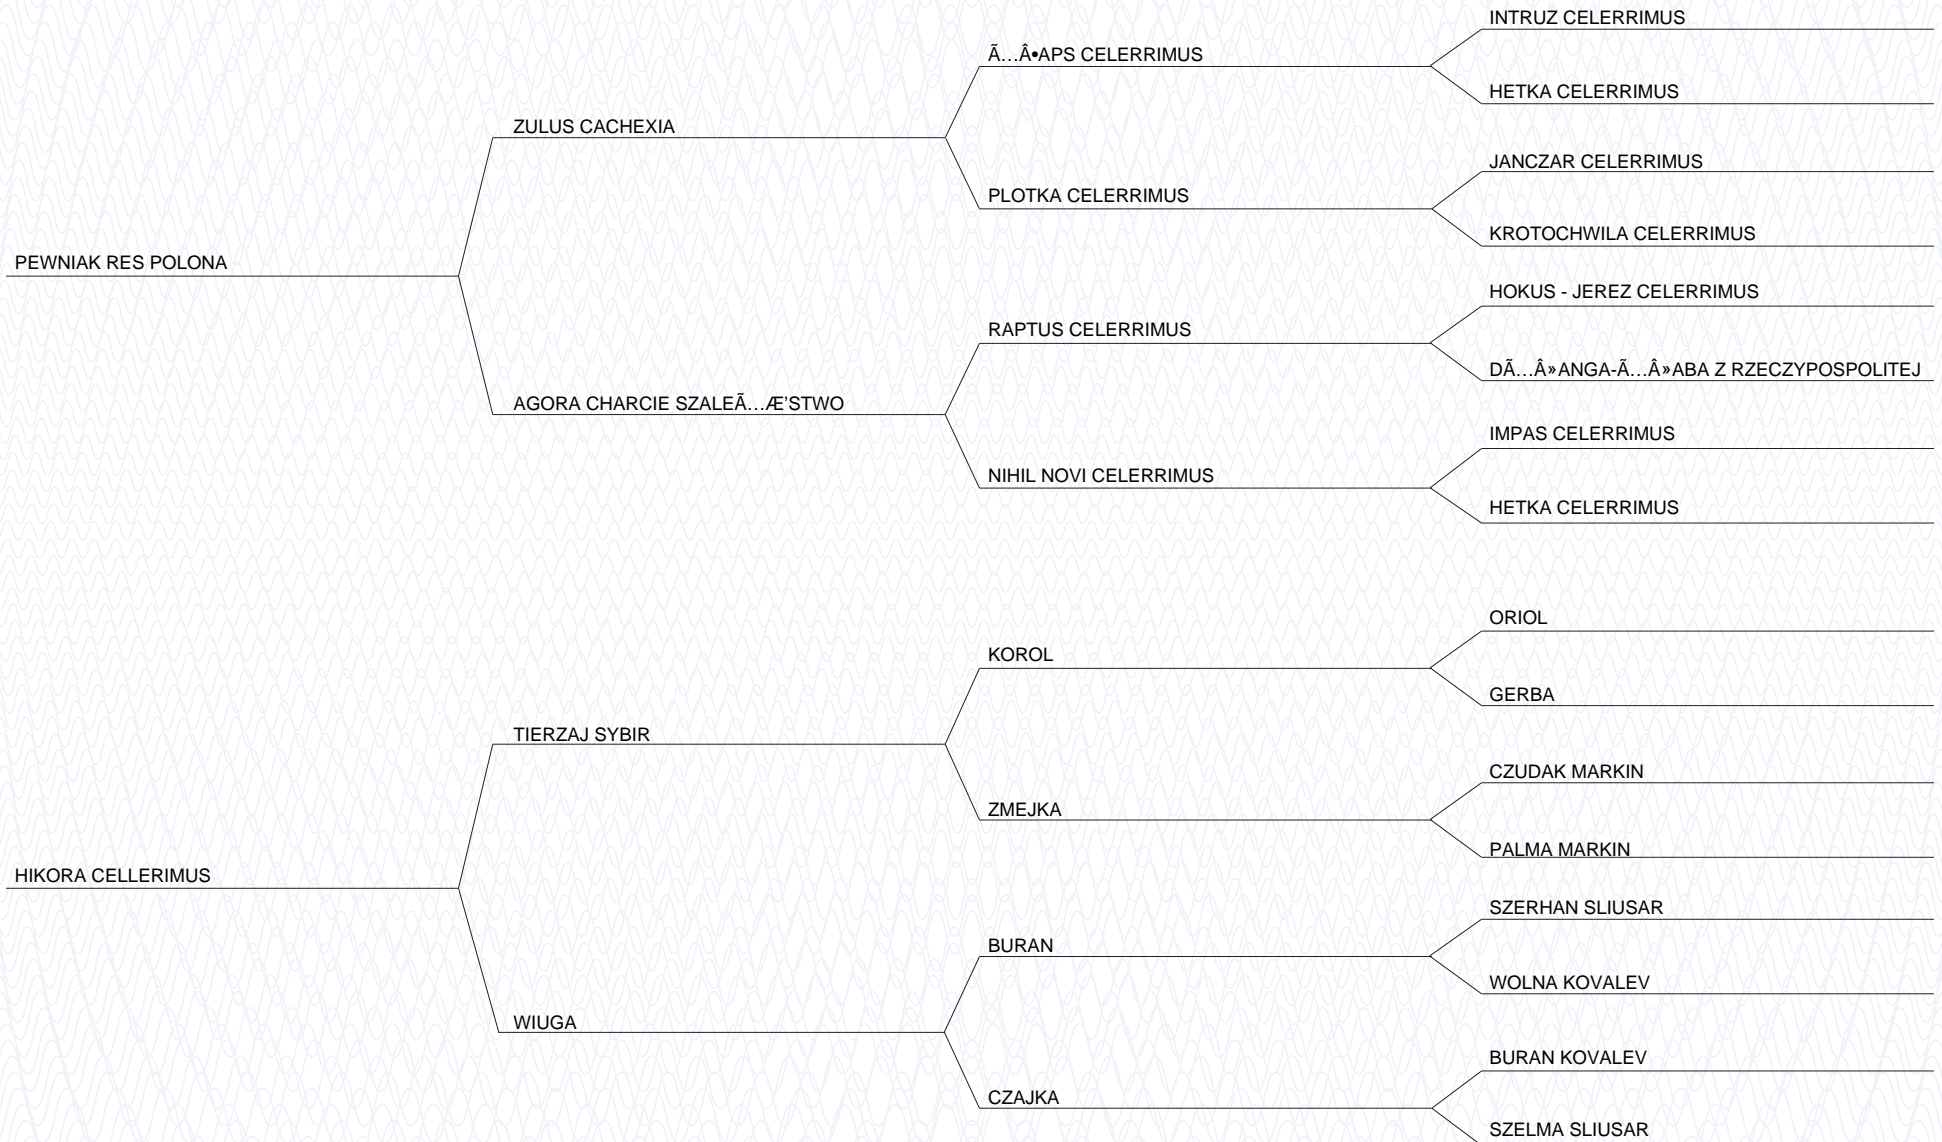 INTRUZ CELERRIMUS
Ã…Â•APS CELERRIMUS
HETKA CELERRIMUS
ZULUS CACHEXIA
JANCZAR CELERRIMUS
PLOTKA CELERRIMUS
KROTOCHWILA CELERRIMUS
PEWNIAK RES POLONA
HOKUS - JEREZ CELERRIMUS
RAPTUS CELERRIMUS
DÃ…Â»ANGA-Ã…Â»ABA Z RZECZYPOSPOLITEJ
AGORA CHARCIE SZALEÃ…Æ’STWO
IMPAS CELERRIMUS
NIHIL NOVI CELERRIMUS
HETKA CELERRIMUS
ORIOL
KOROL
GERBA
TIERZAJ SYBIR
CZUDAK MARKIN
ZMEJKA
PALMA MARKIN
HIKORA CELLERIMUS
SZERHAN SLIUSAR
BURAN
WOLNA KOVALEV
WIUGA
BURAN KOVALEV
CZAJKA
SZELMA SLIUSAR